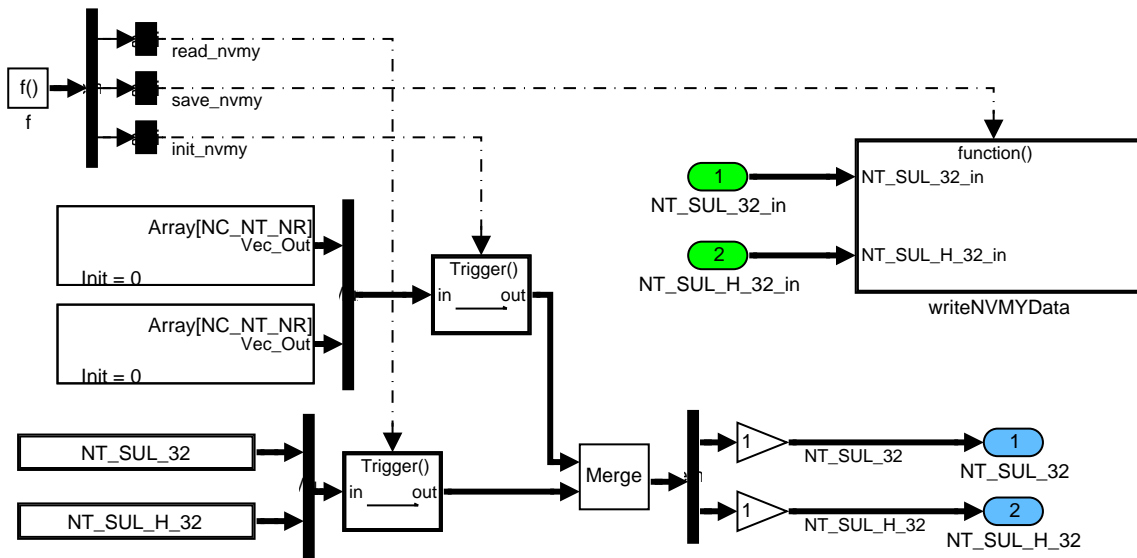 f()
f
read_nvmy
save_nvmy
init_nvmy
function()
NT_SUL_32_in
NT_SUL_H_32_in
writeNVMYData
1
NT_SUL_32_in
2
NT_SUL_H_32_in
Array[NC_NT_NR]
Vec_Out
Init = 0
Array[NC_NT_NR]
Vec_Out
Init = 0
Trigger()
in
out
NT_SUL_32
NT_SUL_H_32
Trigger()
in
out
Merge
1
NT_SUL_32
1
NT_SUL_32
1
NT_SUL_H_32
2
NT_SUL_H_32